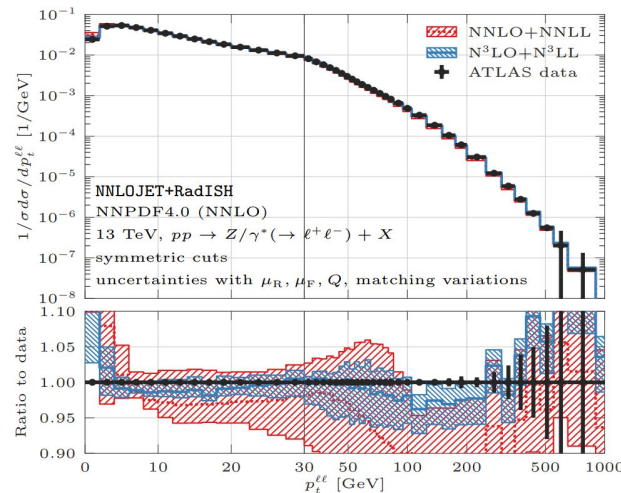 NNLO+NNLL
N³LO+N³LL
ATLAS data
10⁻¹
10⁻²
10⁻³
10⁻⁴
10⁻⁵
10⁻⁶
10⁻⁷
10⁻⁸
1/σdσ/dp_t^ℓℓ [1/GeV]
NNLOJET+RadISH
NNPDF4.0 (NNLO)
13 TeV, pp → Z/γ*(→ ℓ⁺ℓ⁻) + X
symmetric cuts
uncertainties with μ_R, μ_F, Q, matching variations
1.10
1.05
1.00
0.95
0.90
Ratio to data
0 10 20 30 50 100 200 500 1000
p_t^ℓℓ [GeV]